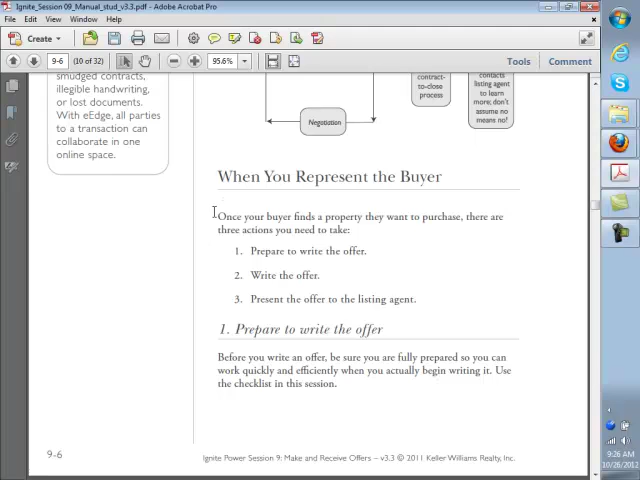 Ignite_Session 09_Manual_stud_v3.3.pdf - Adobe Acrobat Pro
File Edit View Window Help
Create
9-6 (10 of 32) 95.6% Tools Comment
smudged contracts,
illegible handwriting,
or lost documents.
With eEdge, all parties
to a transaction can
collaborate in one
online space.
Negotiation
contract-
to-close
process
contacts
listing agent
to learn
more; don't
assume no
means no!
When You Represent the Buyer
Once your buyer finds a property they want to purchase, there are
three actions you need to take:
1. Prepare to write the offer.
2. Write the offer.
3. Present the offer to the listing agent.
1. Prepare to write the offer
Before you write an offer, be sure you are fully prepared so you can
work quickly and efficiently when you actually begin writing it. Use
the checklist in this session.
9-6
Ignite Power Session 9: Make and Receive Offers – v3.3 © 2011 Keller Williams Realty, Inc.
9:26 AM
10/26/2012